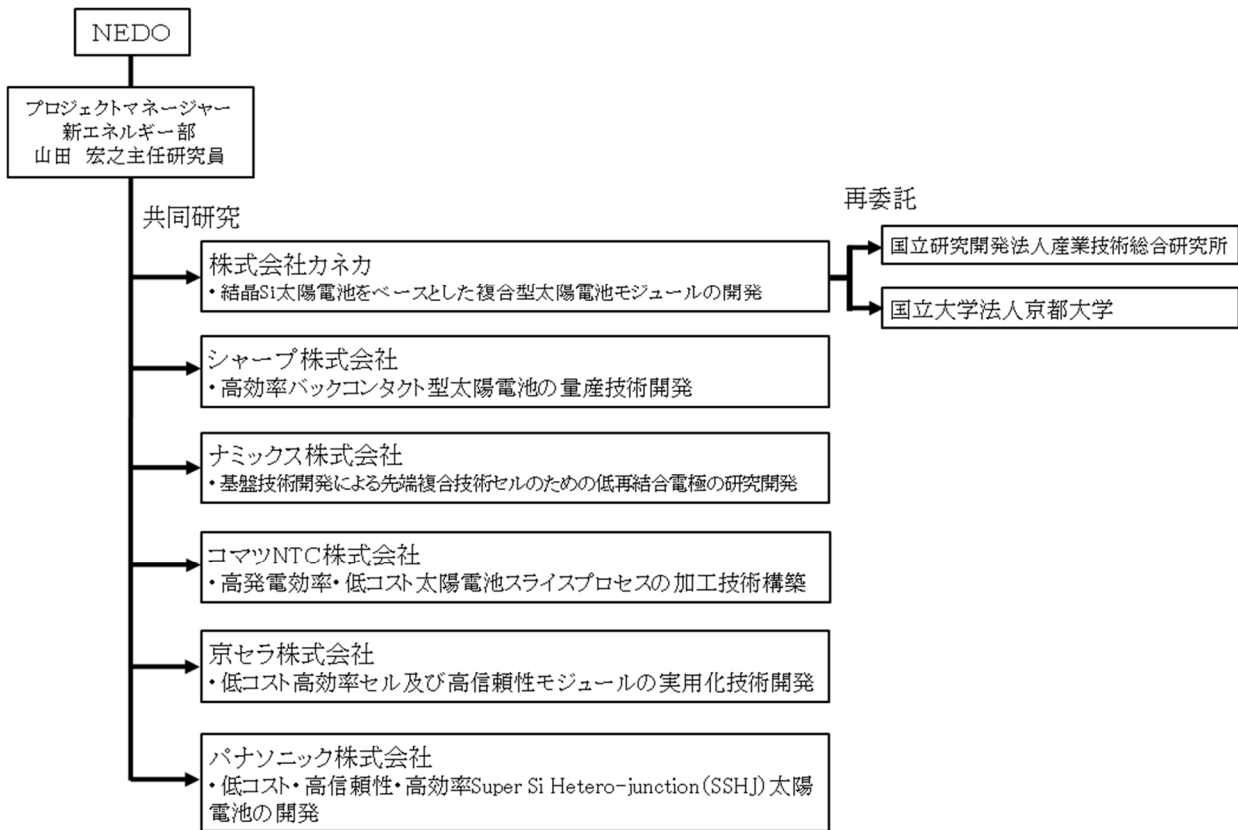 NEDO
プロジェクトマネージャー
新エネルギー部
山田 宏之主任研究員
共同研究
再委託
株式会社カネカ
・結晶Si太陽電池をベースとした複合型太陽電池モジュールの開発
国立研究開発法人産業技術総合研究所
国立大学法人京都大学
シャープ株式会社
・高効率バックコンタクト型太陽電池の量産技術開発
ナミックス株式会社
・基盤技術開発による先端複合技術セルのための低再結合電極の研究開発
コマツNTC株式会社
・高発電効率・低コスト太陽電池スライスプロセスの加工技術構築
京セラ株式会社
・低コスト高効率セル及び高信頼性モジュールの実用化技術開発
パナソニック株式会社
・低コスト・高信頼性・高効率Super Si Hetero-junction(SSHJ)太陽
電池の開発